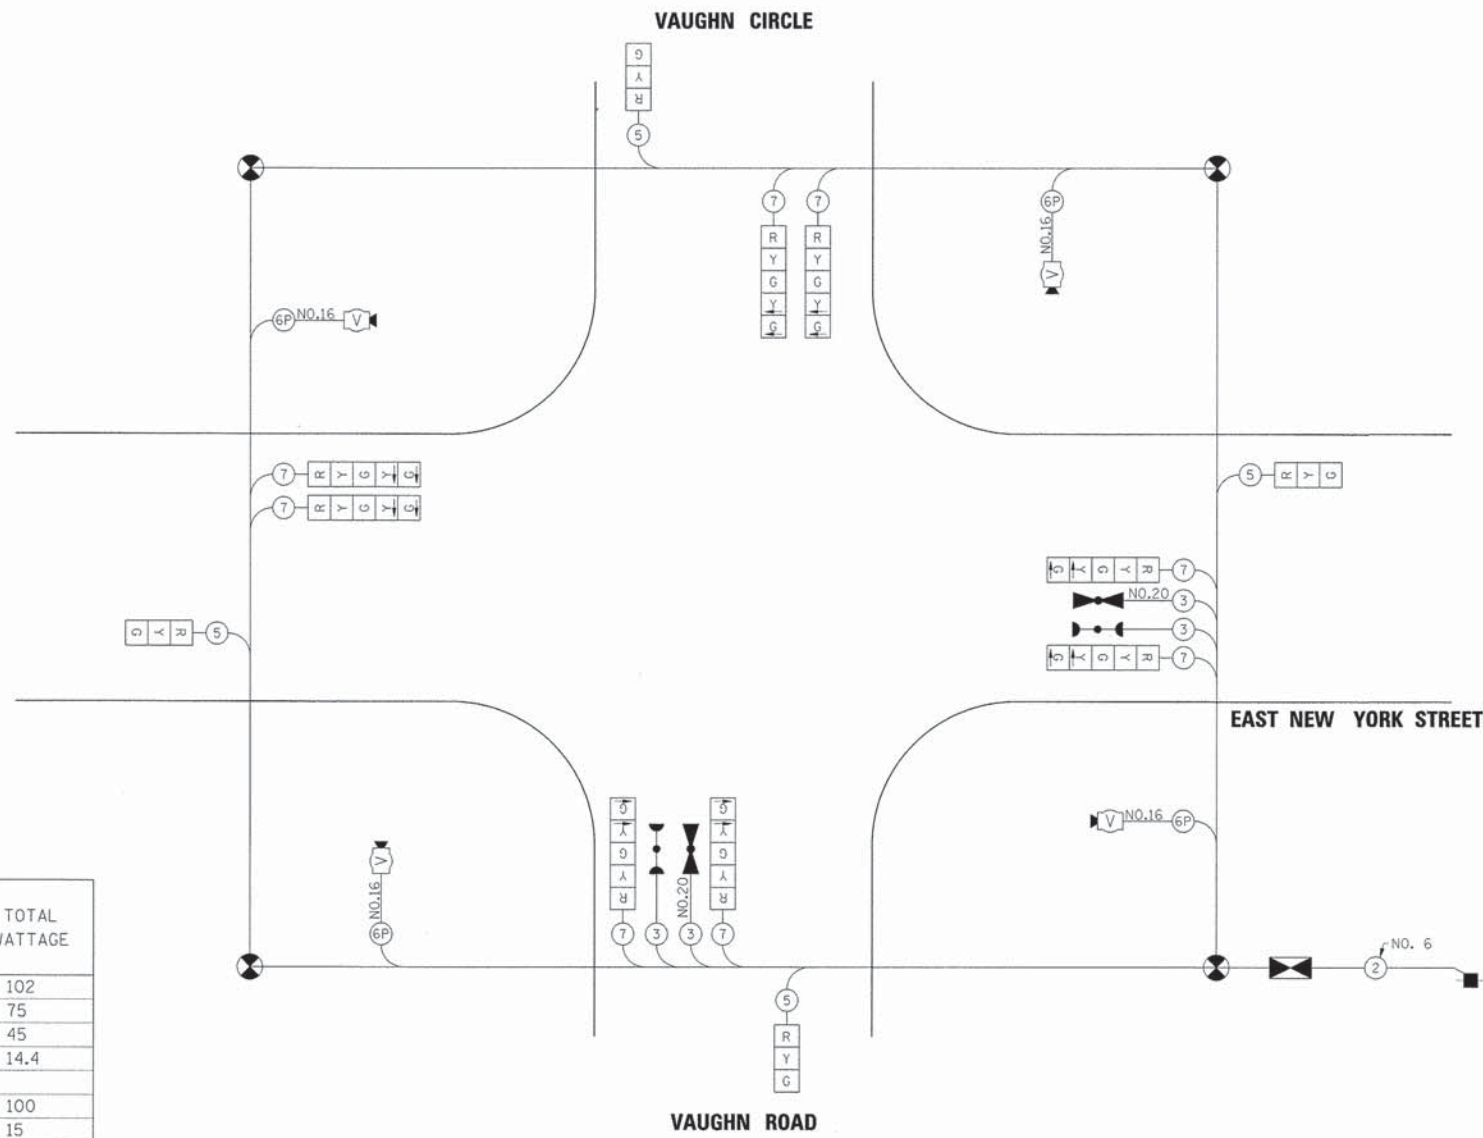 VAUGHN CIRCLE
G
Y
R
5
7
7
6P
NO.16
V
R
Y
G
Y
G
R
Y
G
Y
G
6P NO.16 V
7 R Y G Y G
7 R Y G Y G
5 R Y G
G Y G Y R 7
NO.20 3
3
G Y G Y R 7
G Y R 5
EAST NEW YORK STREET
V NO.16 6P
V
NO.16
6P
G
Y
G
Y
R
7
3
NO.20
3
G
Y
G
Y
R
7
NO. 6
2
5
R
Y
G
TOTAL
WATTAGE
102
75
45
14.4
100
15
VAUGHN ROAD